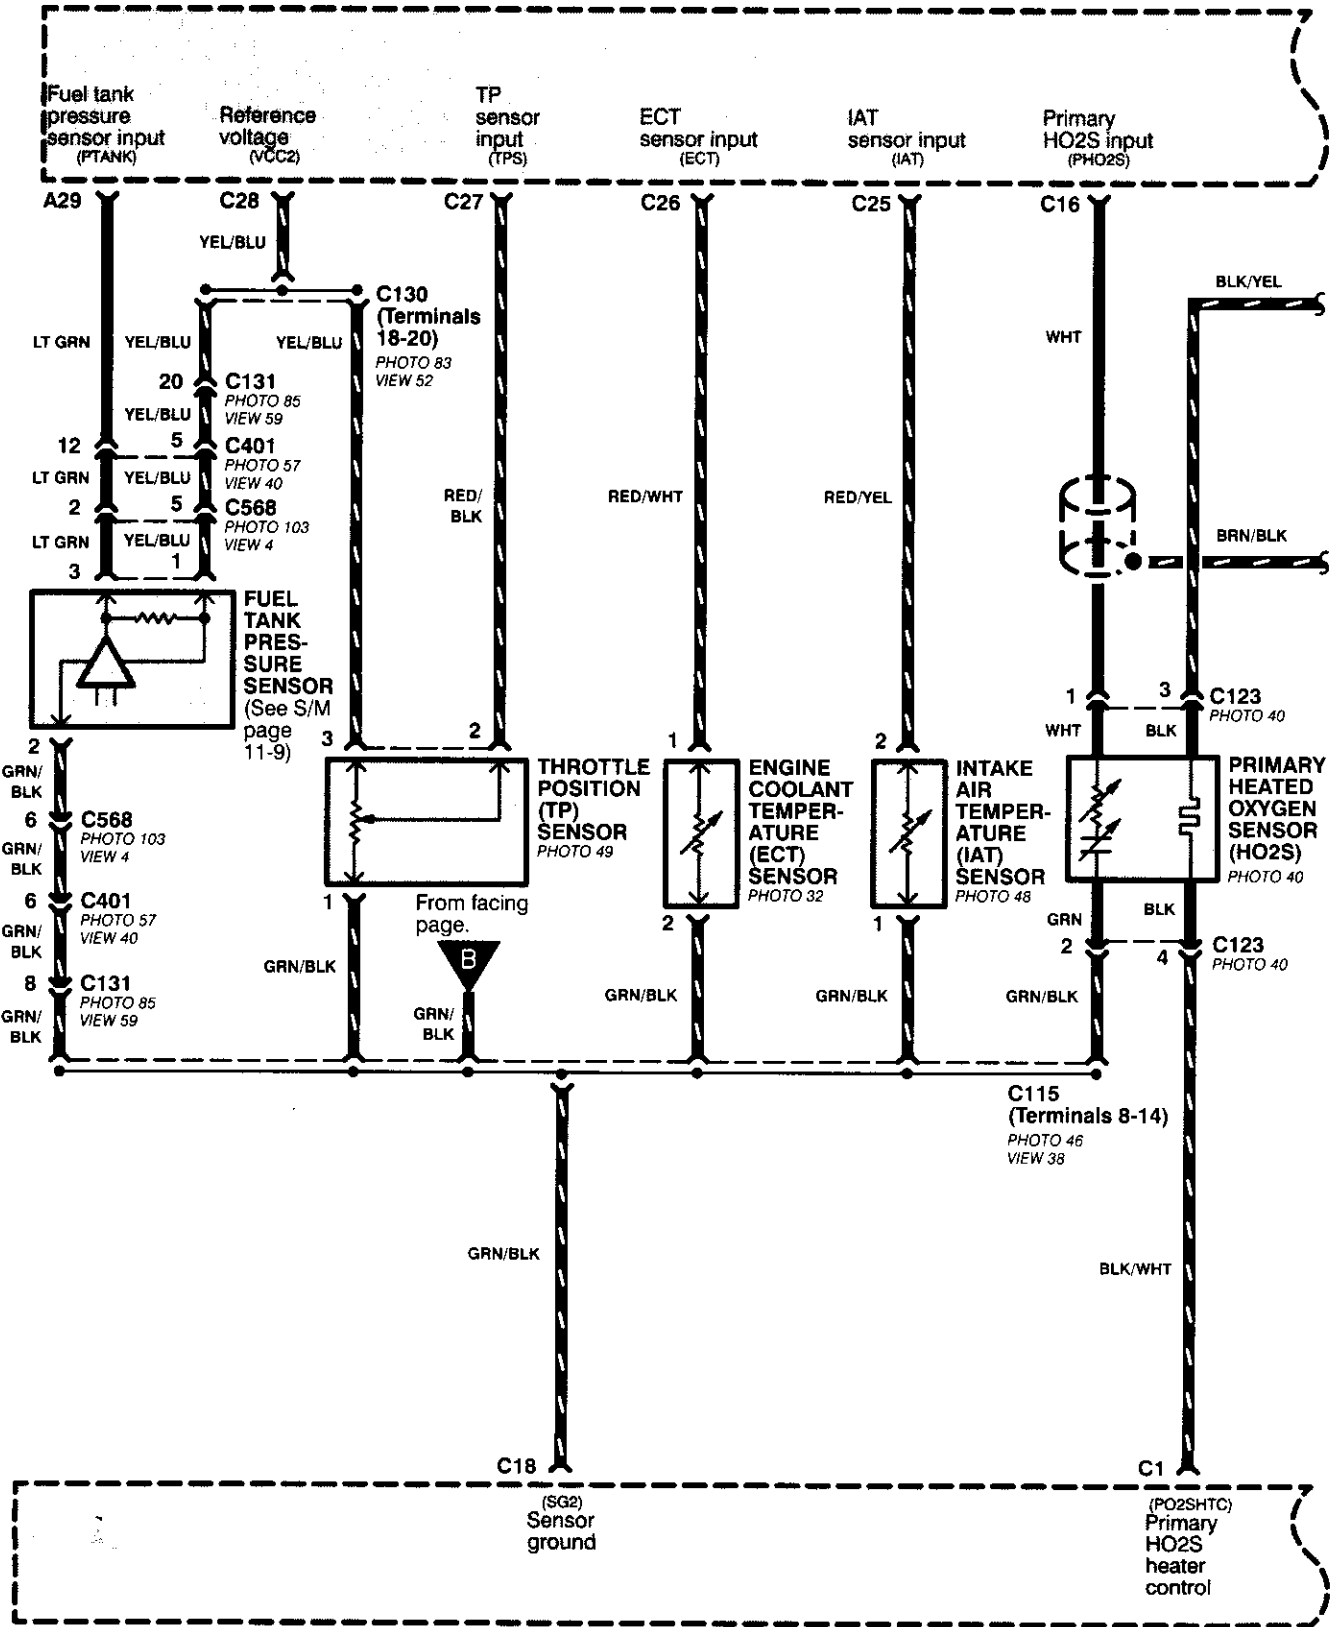 Fuel tank
pressure
sensor input
(PTANK)
Reference
voltage
(VCC2)
TP
sensor
input
(TPS)
ECT
sensor input
(ECT)
IAT
sensor input
(IAT)
Primary
HO2S input
(PHO2S)
A29
C28
C27
C26
C25
C16
YEL/BLU
BLK/YEL
C130
(Terminals
18-20)
PHOTO 83
VIEW 52
LT GRN
YEL/BLU
YEL/BLU
WHT
20
C131
PHOTO 85
VIEW 59
YEL/BLU
12
5
C401
PHOTO 57
VIEW 40
LT GRN
YEL/BLU
RED/
BLK
RED/WHT
RED/YEL
2
5
C568
PHOTO 103
VIEW 4
LT GRN
YEL/BLU
BRN/BLK
3
1
FUEL
TANK
PRES-
SURE
SENSOR
(See S/M
page
11-9)
1
3
C123
PHOTO 40
WHT
BLK
2
3
2
1
2
GRN/
BLK
THROTTLE
POSITION
(TP)
SENSOR
PHOTO 49
ENGINE
COOLANT
TEMPER-
ATURE
(ECT)
SENSOR
PHOTO 32
INTAKE
AIR
TEMPER-
ATURE
(IAT)
SENSOR
PHOTO 48
PRIMARY
HEATED
OXYGEN
SENSOR
(HO2S)
PHOTO 40
6
C568
PHOTO 103
VIEW 4
GRN/
BLK
6
C401
PHOTO 57
VIEW 40
GRN/
BLK
1
From facing
page.
B
2
1
GRN
BLK
2
4
C123
PHOTO 40
8
C131
PHOTO 85
VIEW 59
GRN/
BLK
GRN/BLK
GRN/
BLK
GRN/BLK
GRN/BLK
GRN/BLK
C115
(Terminals 8-14)
PHOTO 46
VIEW 38
GRN/BLK
BLK/WHT
C18
C1
(SG2)
Sensor
ground
(PO2SHTC)
Primary
HO2S
heater
control